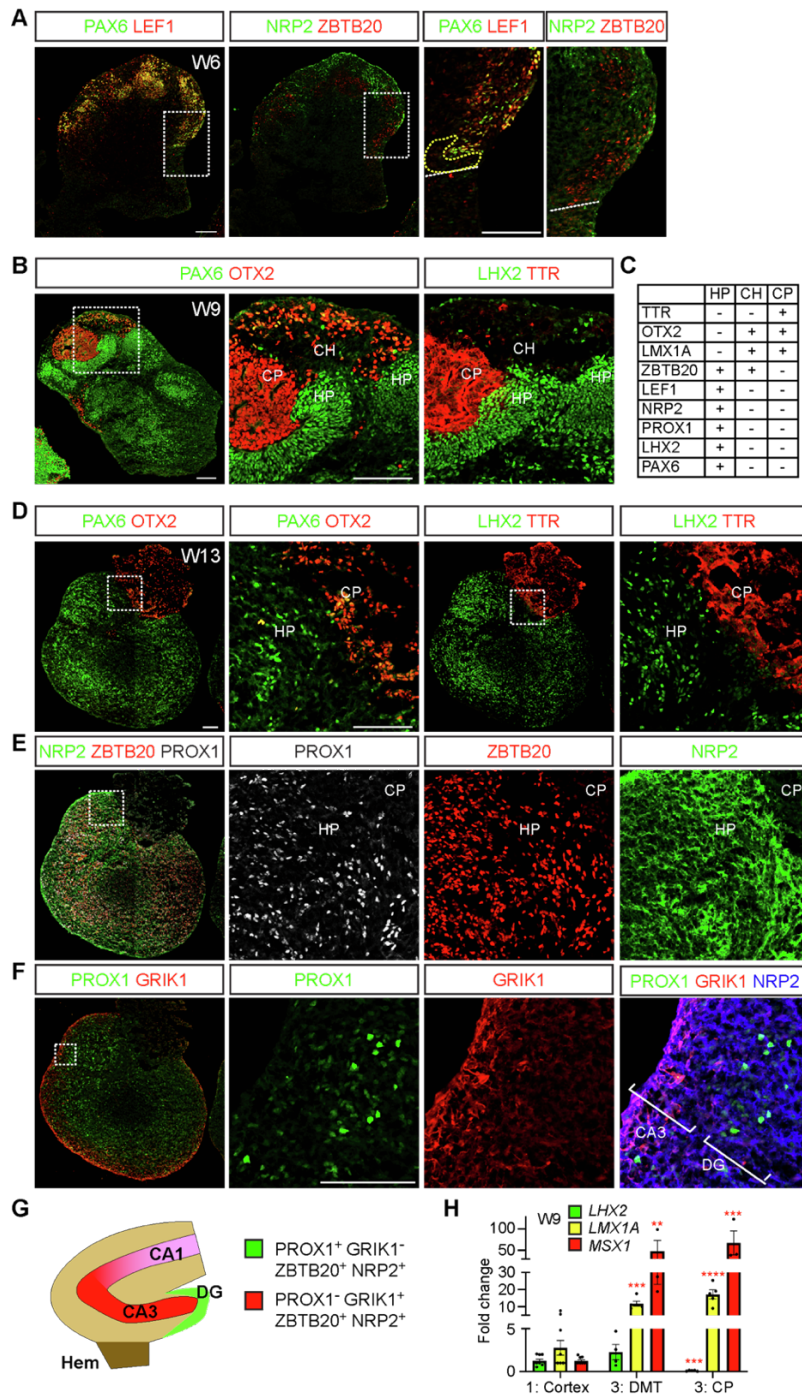 A
PAX6 LEF1
NRP2 ZBTB20
PAX6 LEF1
NRP2 ZBTB20
W6
B
PAX6 OTX2
LHX2 TTR
W9
CH
CP
HP
HP
CH
CP
HP
HP
C
HP CH CP
TTR - - +
OTX2 - + +
LMX1A - + +
ZBTB20 + + -
LEF1 + - -
NRP2 + - -
PROX1 + - -
LHX2 + - -
PAX6 + - -
D
PAX6 OTX2
PAX6 OTX2
LHX2 TTR
LHX2 TTR
W13
CP
HP
CP
HP
E
NRP2 ZBTB20 PROX1
PROX1
ZBTB20
NRP2
CP
HP
CP
HP
CP
HP
F
PROX1 GRIK1
PROX1
GRIK1
PROX1 GRIK1 NRP2
CA3
DG
G
CA1
CA3
DG
Hem
PROX1+ GRIK1-
ZBTB20+ NRP2+
PROX1- GRIK1+
ZBTB20+ NRP2+
H
W9
LHX2
LMX1A
MSX1
Fold change
100
50
30
20
10
5
0
***
**
***
****
***
1: Cortex 3: DMT 3: CP